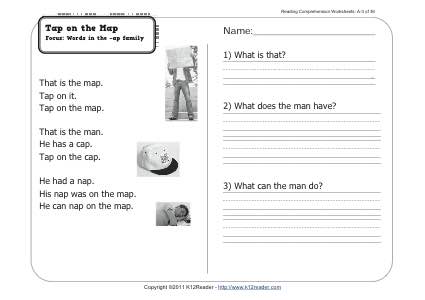 Reading Comprehension Worksheets: A-5 of 36
Tap on the Map
Focus: Words in the -ap family
That is the map.
Tap on it.
Tap on the map.
That is the man.
He has a cap.
Tap on the cap.
He had a nap.
His nap was on the map.
He can nap on the map.
Name:
1) What is that?
2) What does the man have?
3) What can the man do?
Copyright ©2011 K12Reader - http://www.k12reader.com